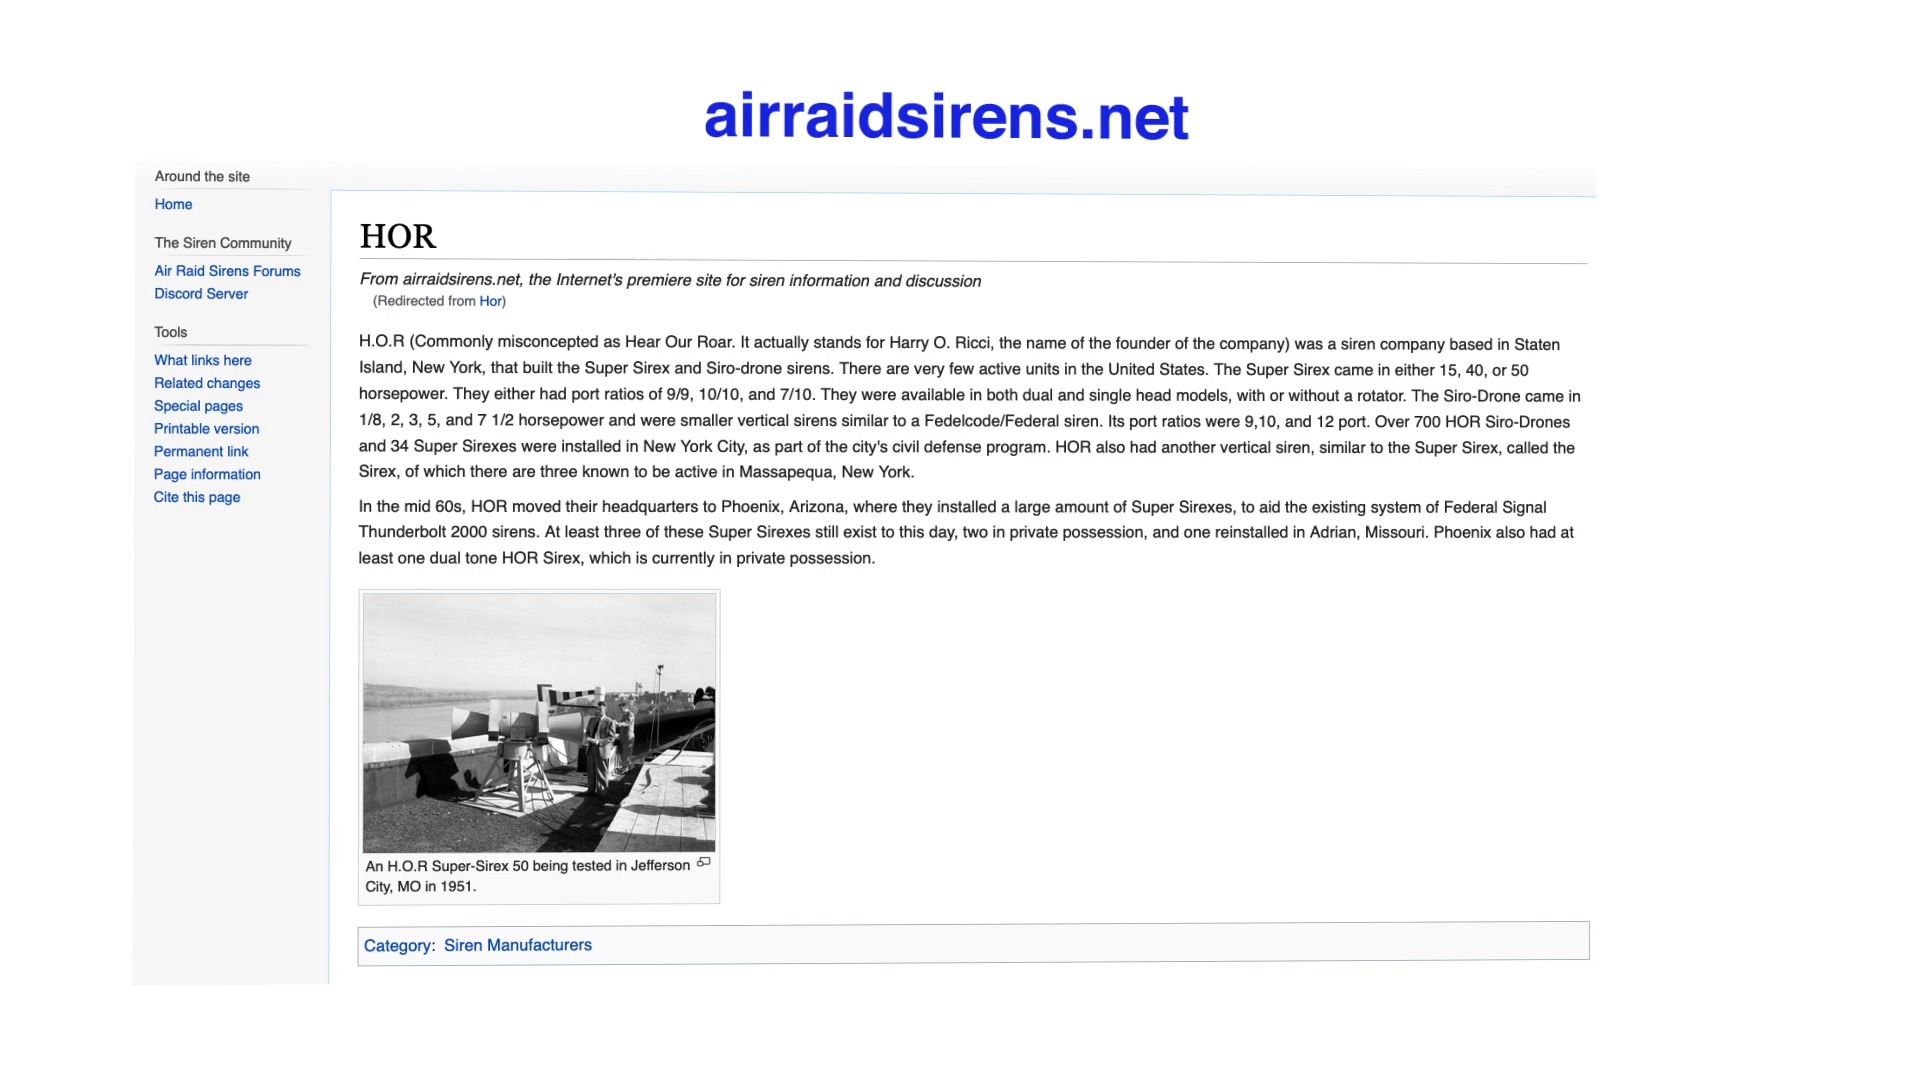 airraidsirens.net
Around the site
Home
The Siren Community
Air Raid Sirens Forums
Discord Server
Tools
What links here
Related changes
Special pages
Printable version
Permanent link
Page information
Cite this page
HOR
From airraidsirens.net, the Internet's premiere site for siren information and discussion
(Redirected from Hor)
H.O.R (Commonly misconcepted as Hear Our Roar. It actually stands for Harry O. Ricci, the name of the founder of the company) was a siren company based in Staten
Island, New York, that built the Super Sirex and Siro-drone sirens. There are very few active units in the United States. The Super Sirex came in either 15, 40, or 50
horsepower. They either had port ratios of 9/9, 10/10, and 7/10. They were available in both dual and single head models, with or without a rotator. The Siro-Drone came in
1/8, 2, 3, 5, and 7 1/2 horsepower and were smaller vertical sirens similar to a Fedelcode/Federal siren. Its port ratios were 9,10, and 12 port. Over 700 HOR Siro-Drones
and 34 Super Sirexes were installed in New York City, as part of the city's civil defense program. HOR also had another vertical siren, similar to the Super Sirex, called the
Sirex, of which there are three known to be active in Massapequa, New York.
In the mid 60s, HOR moved their headquarters to Phoenix, Arizona, where they installed a large amount of Super Sirexes, to aid the existing system of Federal Signal
Thunderbolt 2000 sirens. At least three of these Super Sirexes still exist to this day, two in private possession, and one reinstalled in Adrian, Missouri. Phoenix also had at
least one dual tone HOR Sirex, which is currently in private possession.
An H.O.R Super-Sirex 50 being tested in Jefferson
City, MO in 1951.
Category: Siren Manufacturers